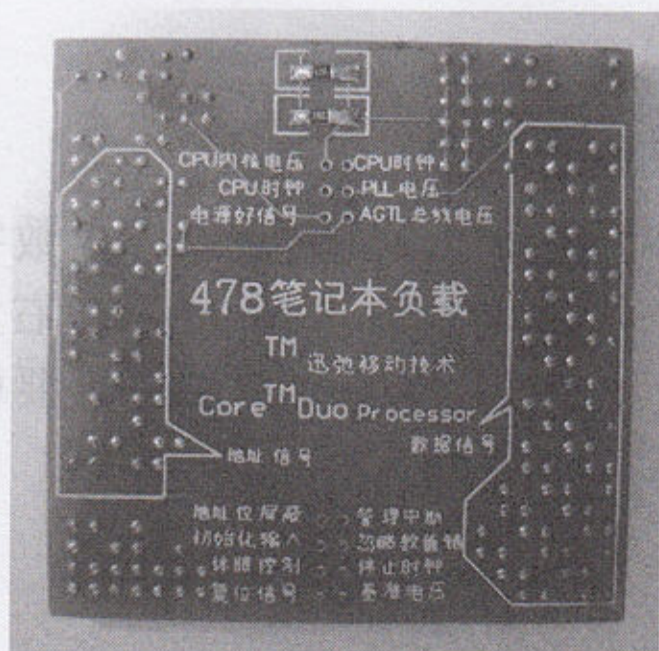 CPU内核电压 CPU时钟
CPU时钟 PLL电压
电源好信号 AGTL总线电压
478笔记本负载
TM 迅驰移动技术
Core TM Duo Processor
数据信号
地址信号
地址位屏蔽 管理中断
初始化输入 忽略数值错
休眠控制 停止时钟
复位信号 基准电压